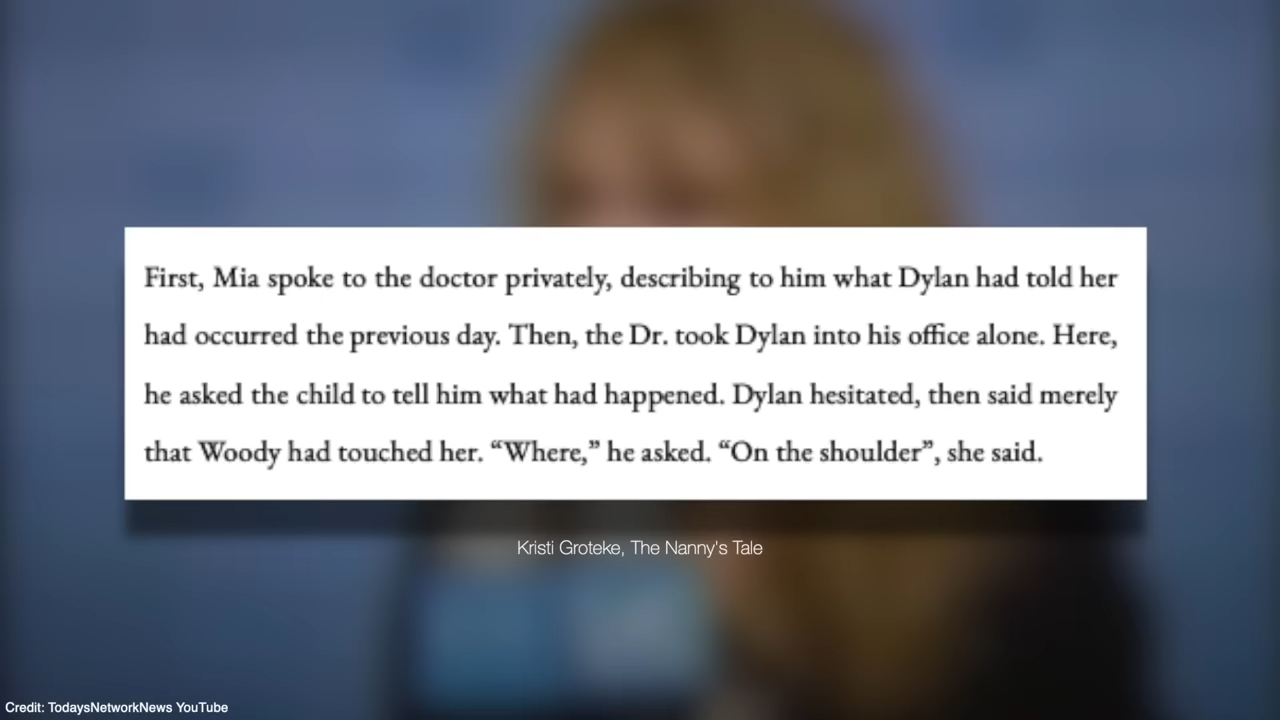 First, Mia spoke to the doctor privately, describing to him what Dylan had told her
had occurred the previous day. Then, the Dr. took Dylan into his office alone. Here,
he asked the child to tell him what had happened. Dylan hesitated, then said merely
that Woody had touched her. “Where,” he asked. “On the shoulder”, she said.
Kristi Groteke, The Nanny's Tale
Credit: TodaysNetworkNews YouTube